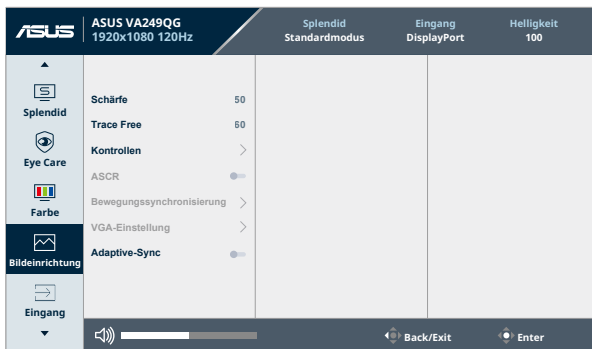 ASUS
ASUS VA249QG
1920x1080 120Hz
Splendid
Standardmodus
Eingang
DisplayPort
Helligkeit
100
Splendid
Eye Care
Farbe
Bildeinrichtung
Eingang
Schärfe 50
Trace Free 60
Kontrollen
ASCR
Bewegungssynchronisierung
VGA-Einstellung
Adaptive-Sync
Back/Exit
Enter